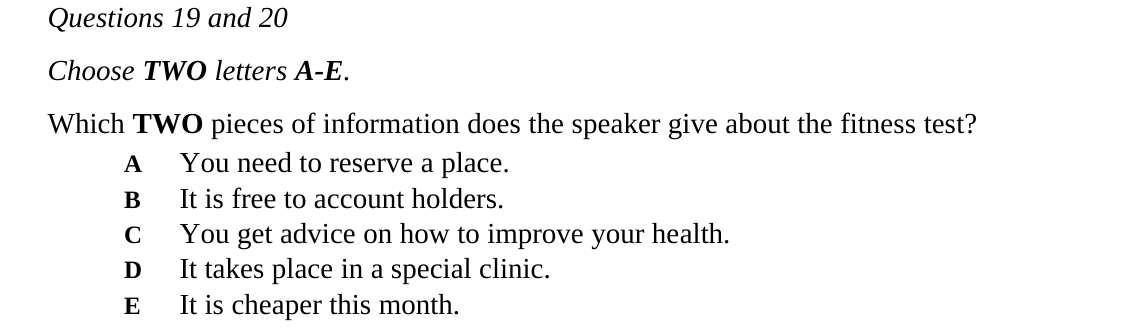 Questions 19 and 20
Choose TWO letters A-E.
Which TWO pieces of information does the speaker give about the fitness test?
A You need to reserve a place.
B It is free to account holders.
C You get advice on how to improve your health.
D It takes place in a special clinic.
E It is cheaper this month.